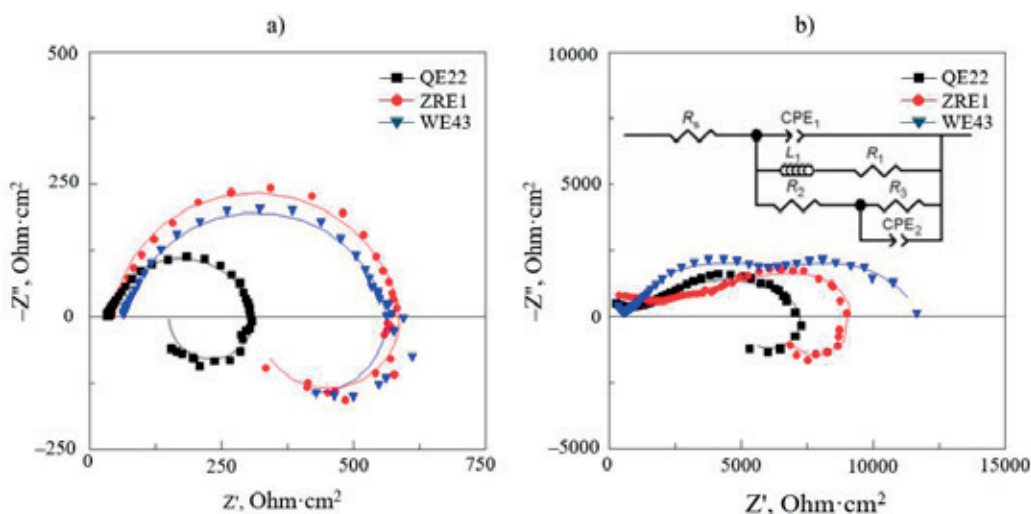 a)
500
250
0
−250
0
250
500
750
−Z″, Ohm·cm²
Z′, Ohm·cm²
QE22
ZRE1
WE43
b)
10000
5000
0
−5000
0
5000
10000
15000
−Z″, Ohm·cm²
Z′, Ohm·cm²
QE22
ZRE1
WE43
Rs
CPE1
L1
R1
R2
R3
CPE2